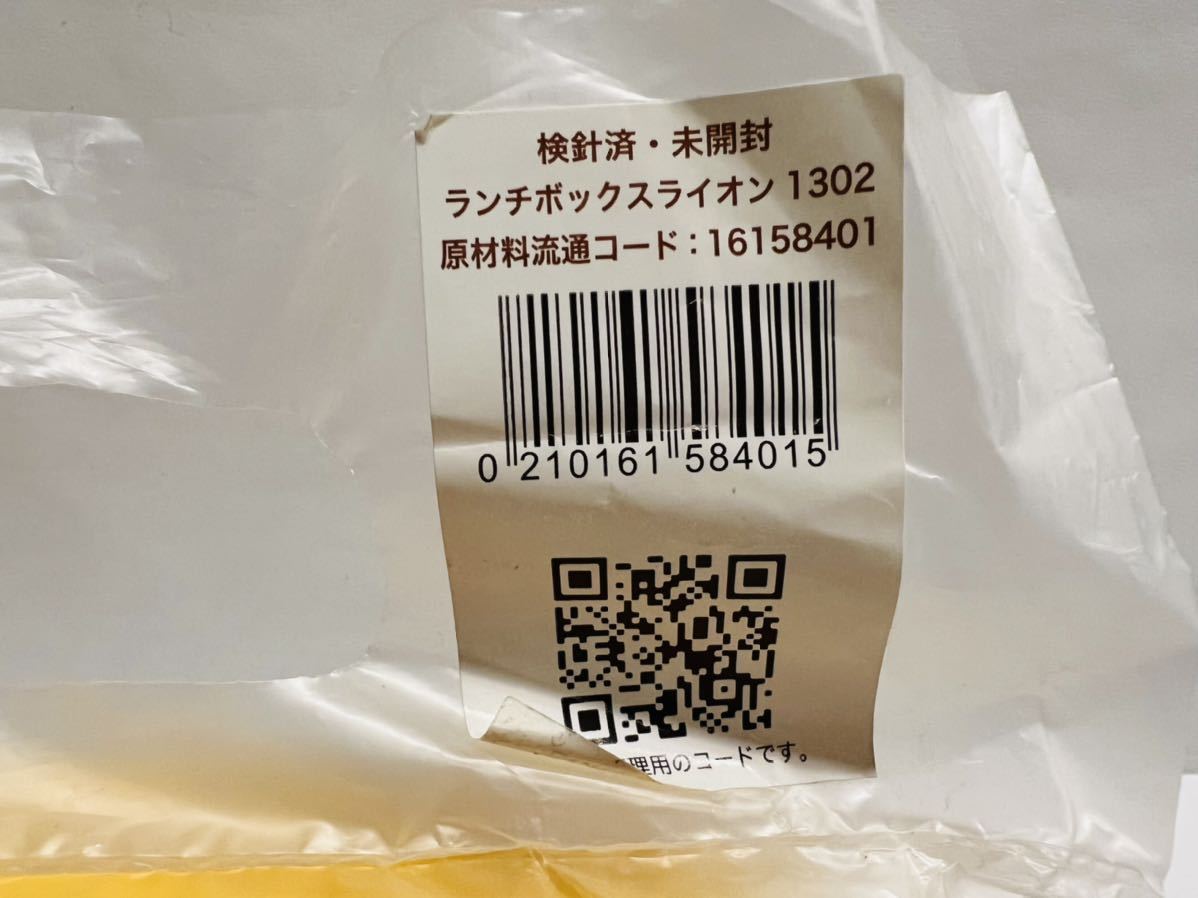 検針済・未開封
ランチボックスライオン 1302
原材料流通コード：16158401
0 210161 584015
理用のコードです。